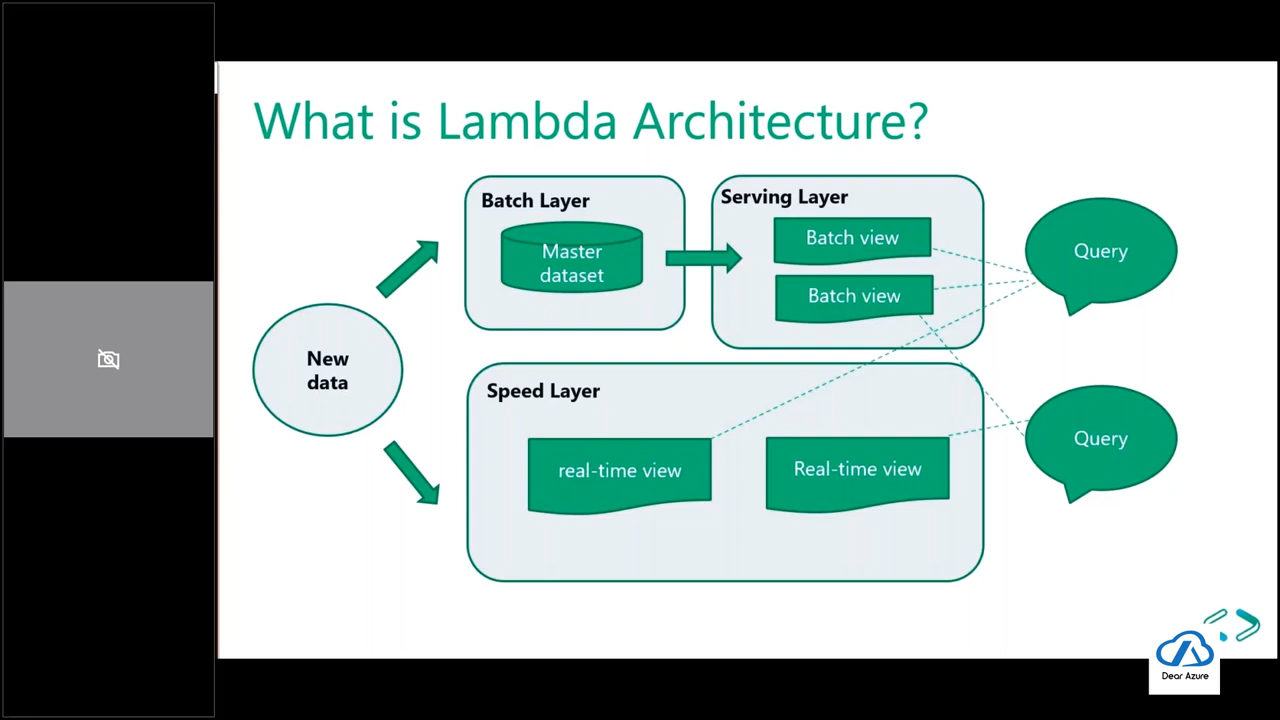 What is Lambda Architecture?
Batch Layer
Master
dataset
Serving Layer
Batch view
Batch view
Query
New
data
Speed Layer
real-time view
Real-time view
Query
Dear Azure